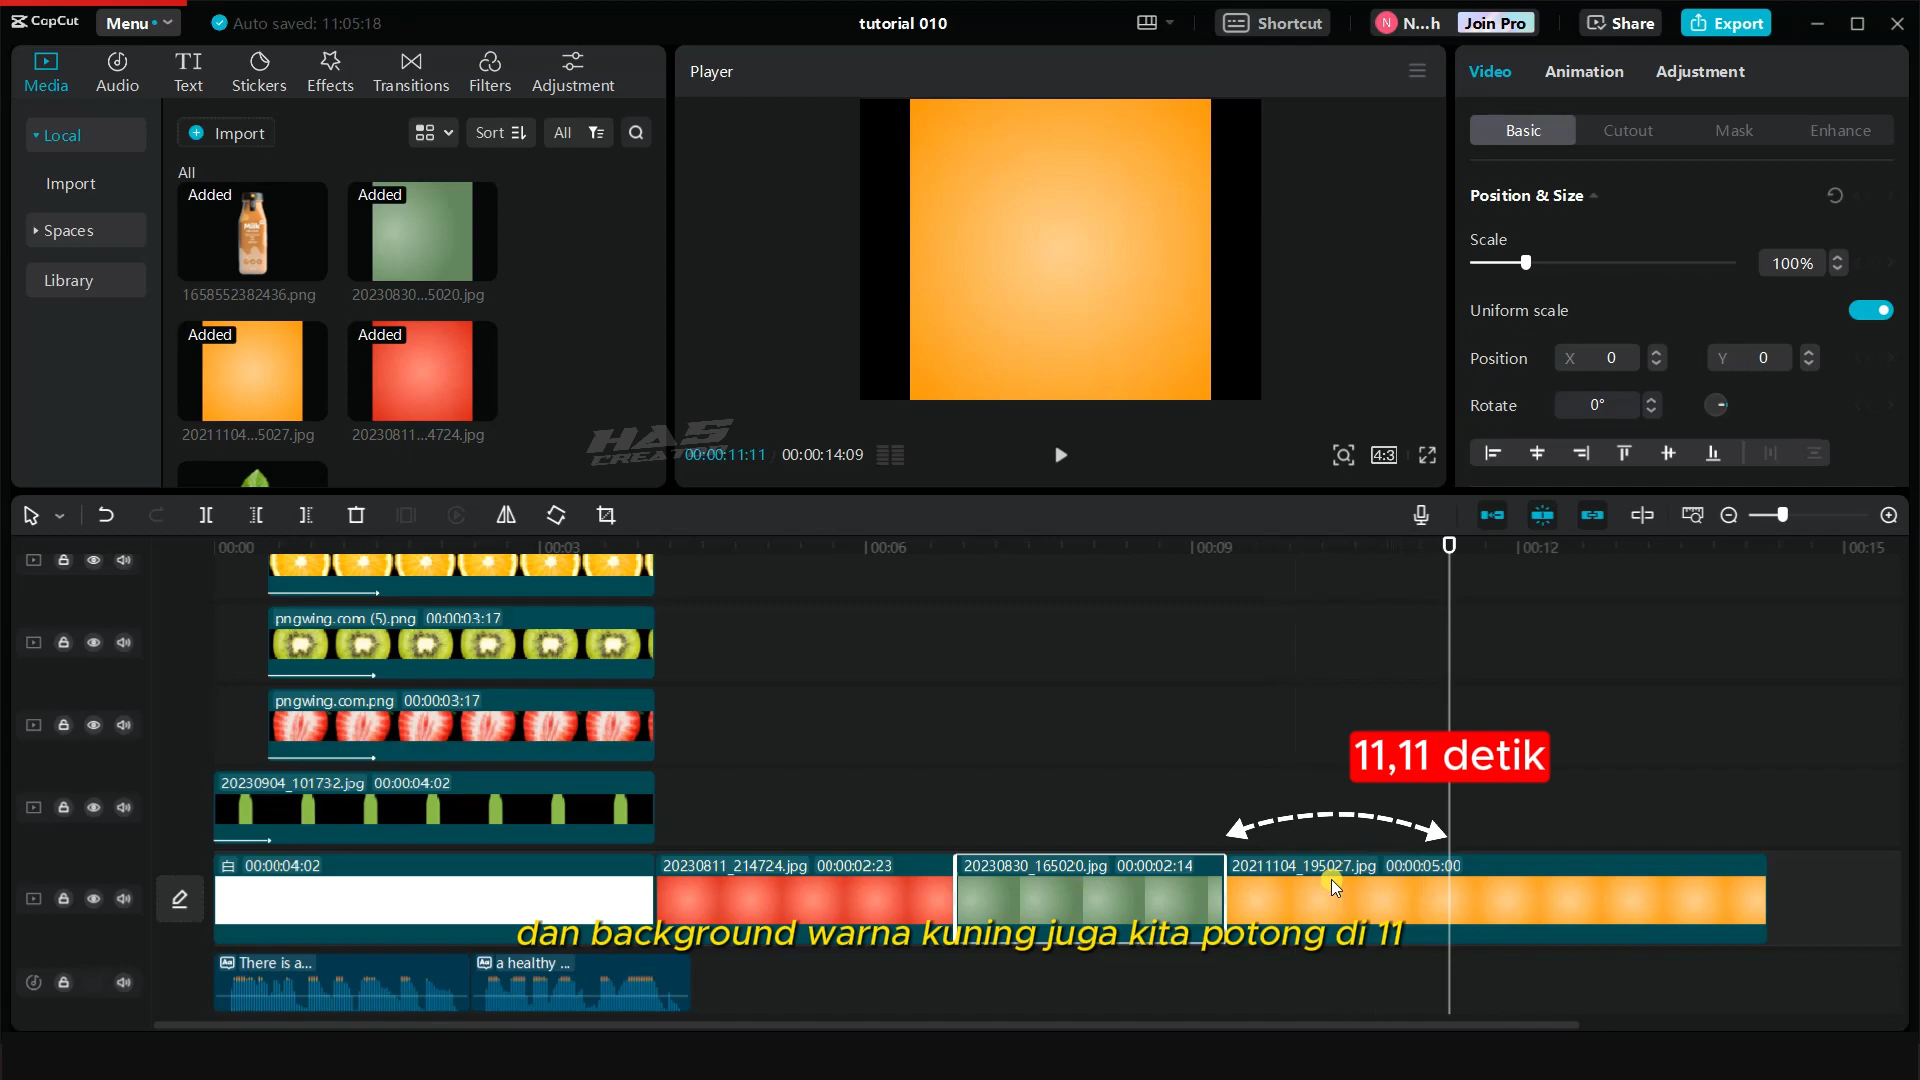 CapCut
Menu
Auto saved: 11:05:18
tutorial 010
Shortcut
N
N...h
Join Pro
Share
Export
Media
Audio
TI
Text
Stickers
Effects
Transitions
Filters
Adjustment
Local
Import
Spaces
Library
Import
Sort
All
All
Added
1658552382436.png
Added
20230830...5020.jpg
Added
20211104...5027.jpg
Added
20230811...4724.jpg
Player
HAS
CREATOR
00:00:11:11
00:00:14:09
4:3
Video
Animation
Adjustment
Basic
Cutout
Mask
Enhance
Position & Size
Scale
100%
Uniform scale
Position
X 0
Y 0
Rotate
0°
00:00
00:03
00:06
00:09
00:12
00:15
pngwing.com (5).png 00:00:03:17
pngwing.com.png 00:00:03:17
11,11 detik
20230904_101732.jpg 00:00:04:02
白 00:00:04:02
20230811_214724.jpg 00:00:02:23
20230830_165020.jpg 00:00:02:14
20211104_195027.jpg 00:00:05:00
dan background warna kuning juga kita potong di 11
Aa There is a...
Aa a healthy ...